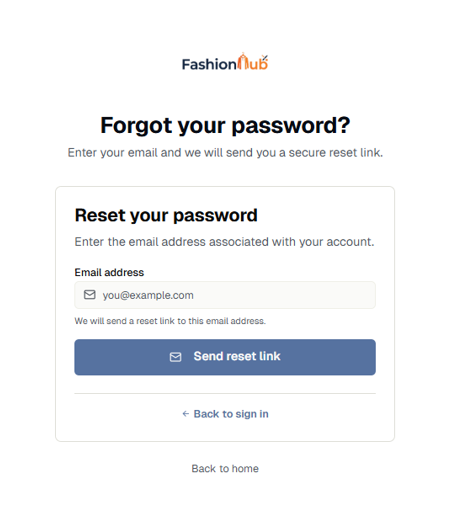 FashionHub
Forgot your password?
Enter your email and we will send you a secure reset link.
Reset your password
Enter the email address associated with your account.
Email address
you@example.com
We will send a reset link to this email address.
Send reset link
← Back to sign in
Back to home